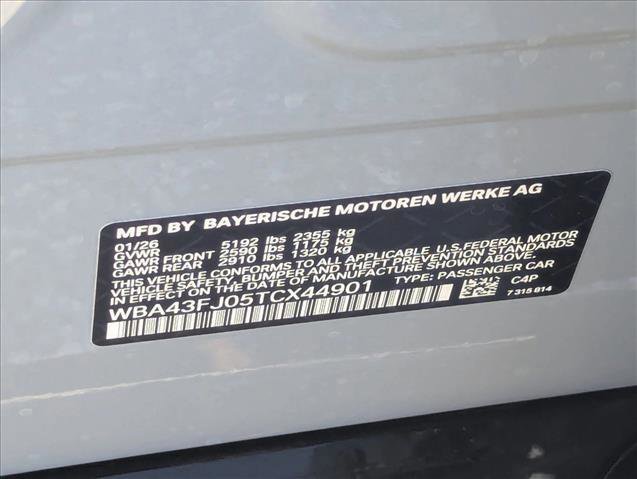 MFD BY BAYERISCHE MOTOREN WERKE AG
01/26
GVWR 5192 lbs 2355 kg
GAWR FRONT 2590 lbs 1175 kg
GAWR REAR 2910 lbs 1320 kg
THIS VEHICLE CONFORMS TO ALL APPLICABLE U.S.FEDERAL MOTOR
VEHICLE SAFETY, BUMPER AND THEFT PREVENTION STANDARDS
IN EFFECT ON THE DATE OF MANUFACTURE SHOWN ABOVE.
WBA43FJ05TCX44901 TYPE: PASSENGER CAR
C4P
7 315 814